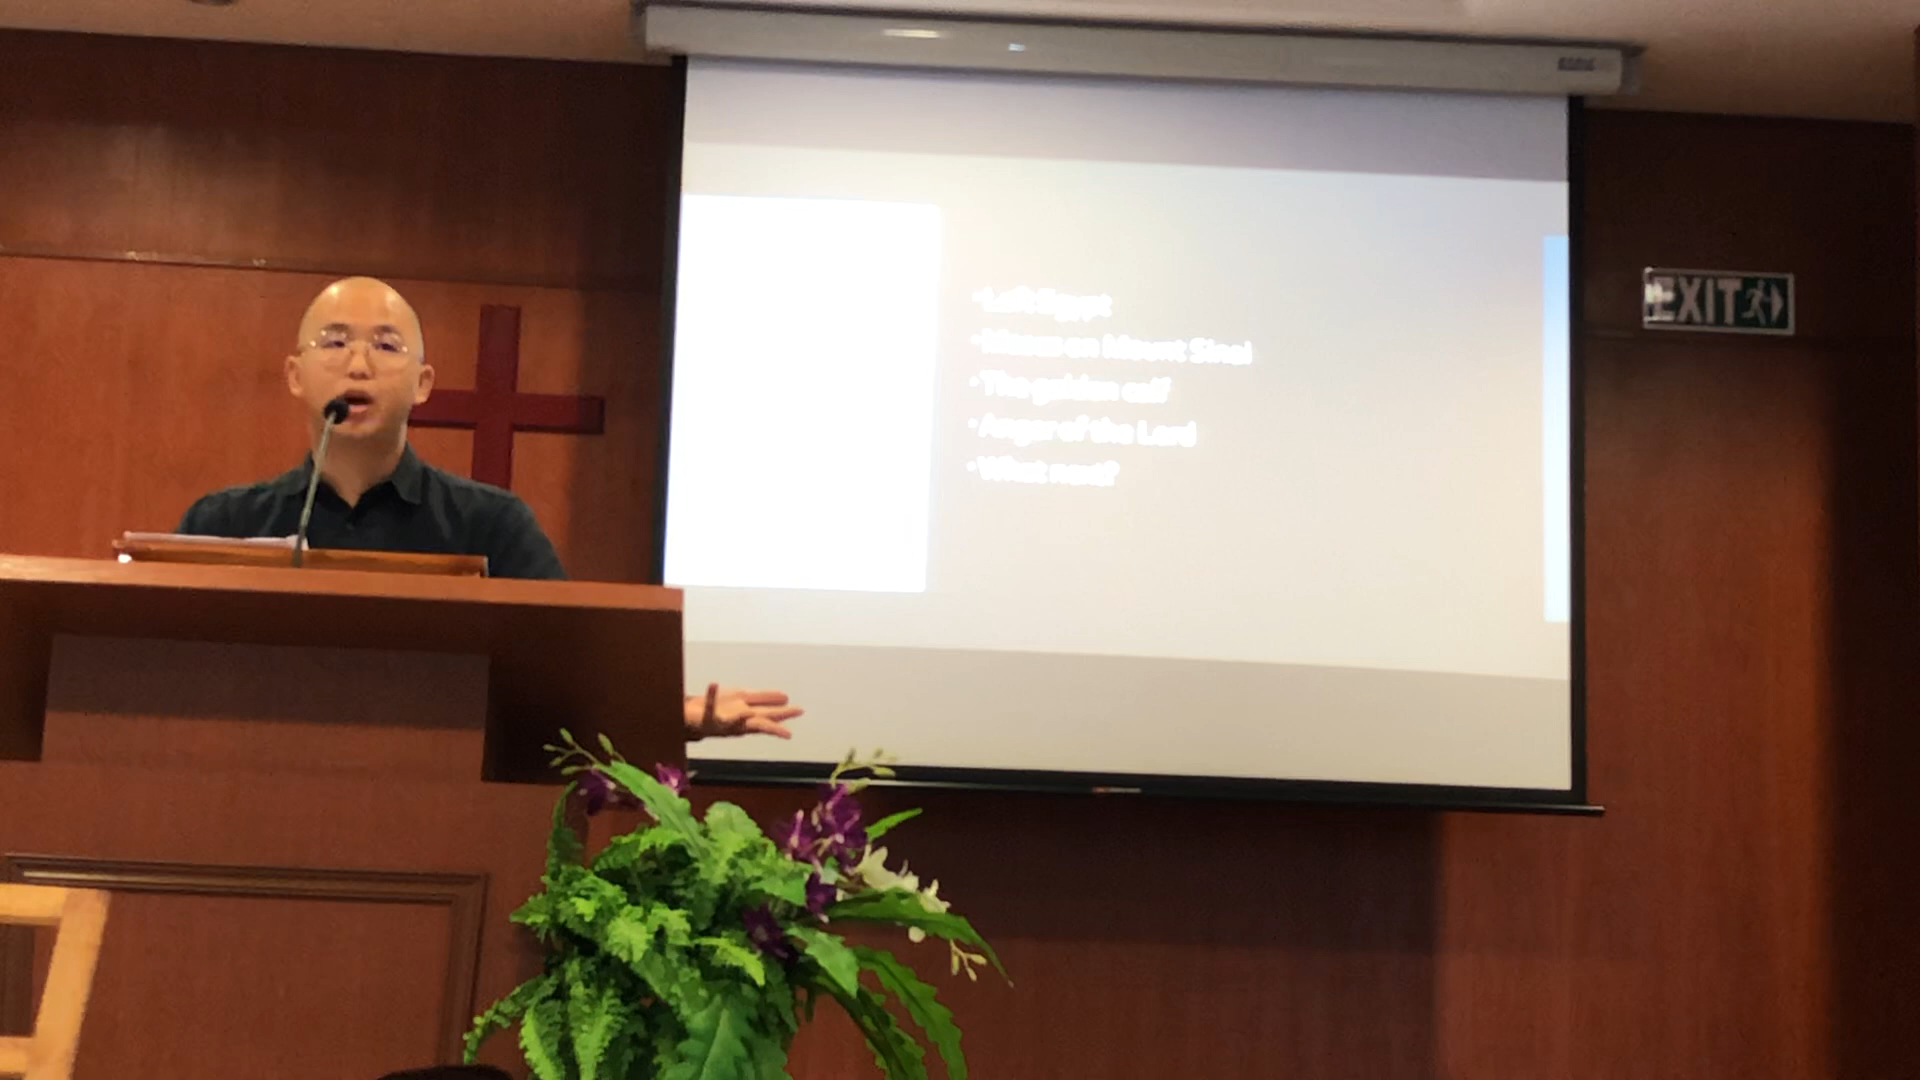 • Left Egypt
• Moses on Mount Sinai
• The golden calf
• Anger of the Lord
• What next?
EXIT